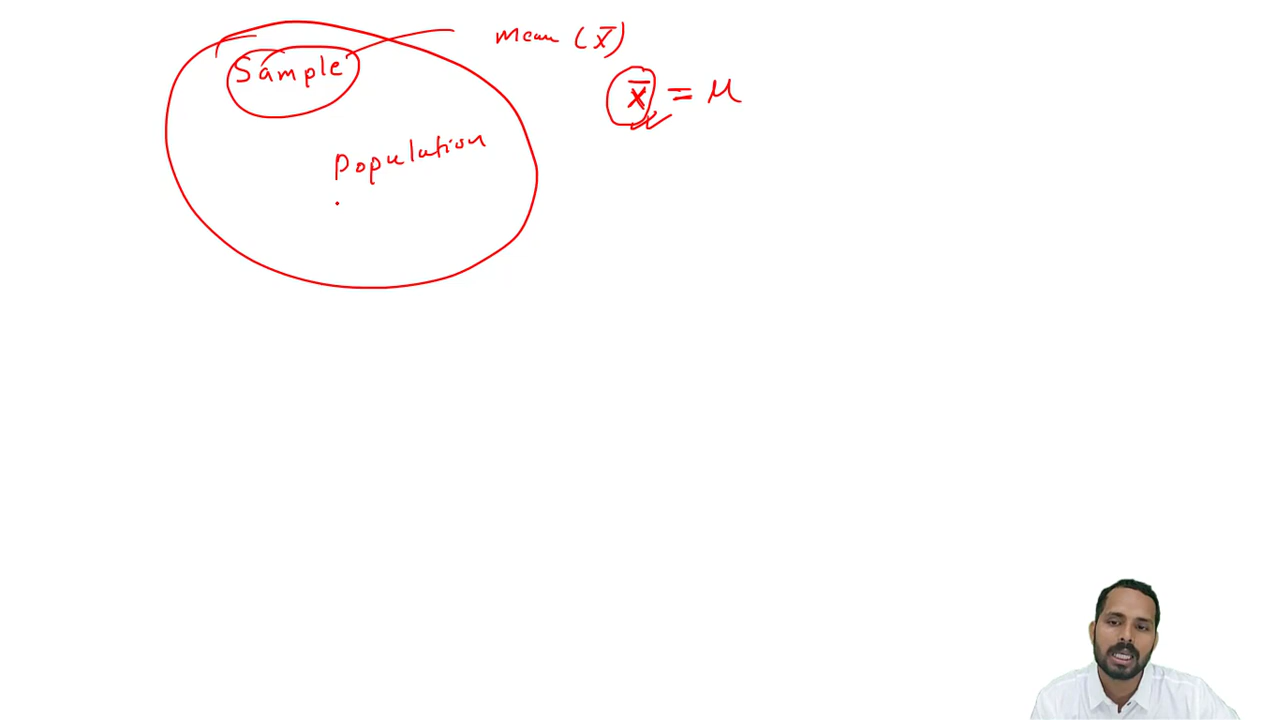 Mean (x̄)
Sample
x̄ = μ
Population